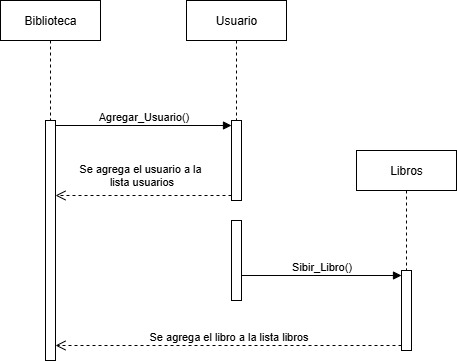 Biblioteca
Usuario
Agregar_Usuario()
Se agrega el usuario a la
lista usuarios
Libros
Sibir_Libro()
Se agrega el libro a la lista libros